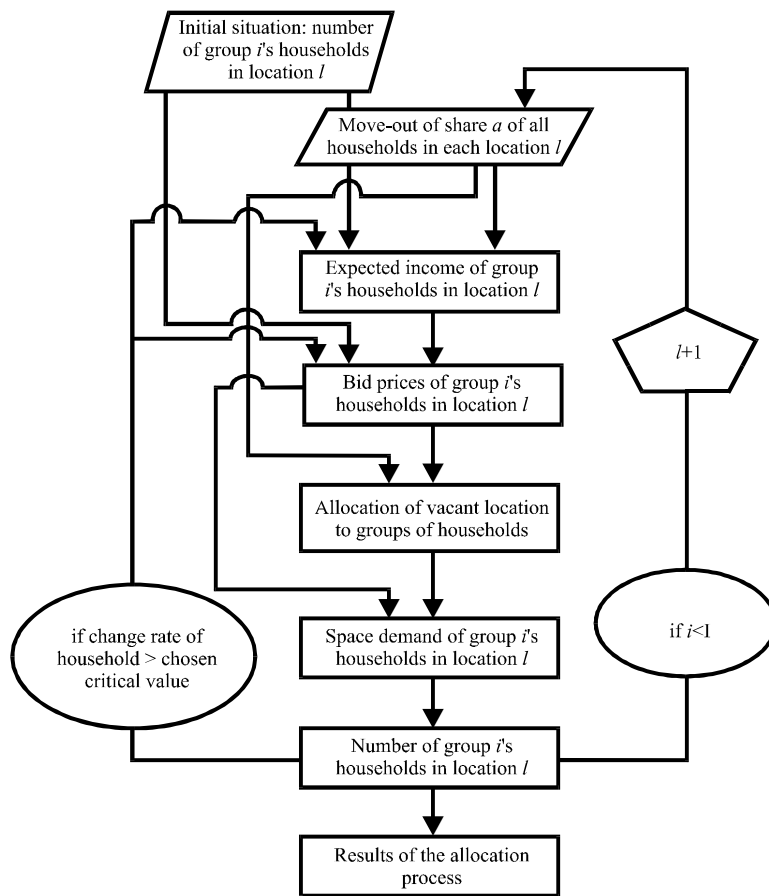 Initial situation: number
of group i's households
in location l
Move-out of share a of all
households in each location l
Expected income of group
i's households in location l
l+1
Bid prices of group i's
households in location l
Allocation of vacant location
to groups of households
if change rate of
household > chosen
critical value
Space demand of group i's
households in location l
if i<I
Number of group i's
households in location l
Results of the allocation
process